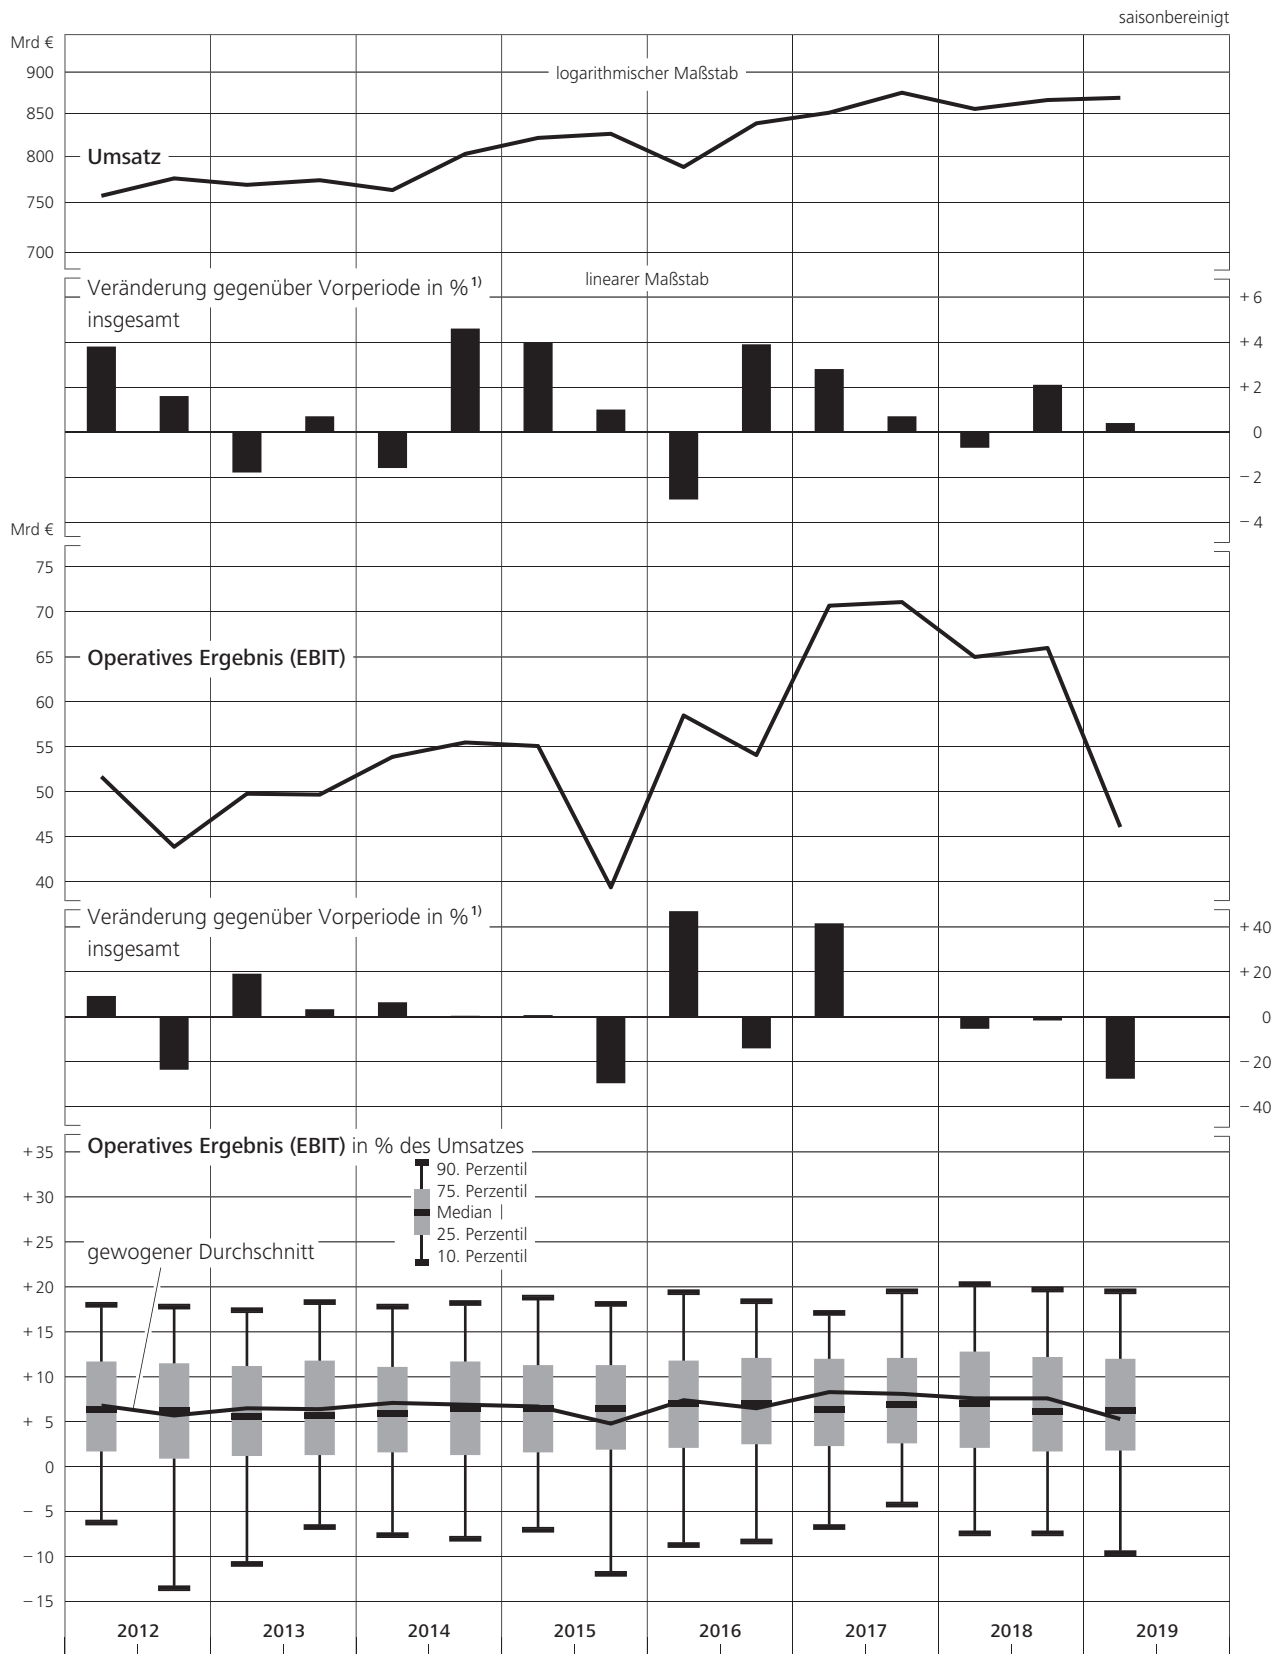 saisonbereinigt
Mrd €
900
logarithmischer Maßstab
850
Umsatz
800
750
700
linearer Maßstab
Veränderung gegenüber Vorperiode in % 1)
insgesamt
+ 6
+ 4
+ 2
0
− 2
− 4
Mrd €
75
70
65
Operatives Ergebnis (EBIT)
60
55
50
45
40
Veränderung gegenüber Vorperiode in % 1)
insgesamt
+ 40
+ 20
0
− 20
− 40
Operatives Ergebnis (EBIT) in % des Umsatzes
+ 35
90. Perzentil
75. Perzentil
Median
25. Perzentil
10. Perzentil
+ 30
+ 25
gewogener Durchschnitt
+ 20
+ 15
+ 10
+ 5
0
− 5
− 10
− 15
2012 2013 2014 2015 2016 2017 2018 2019